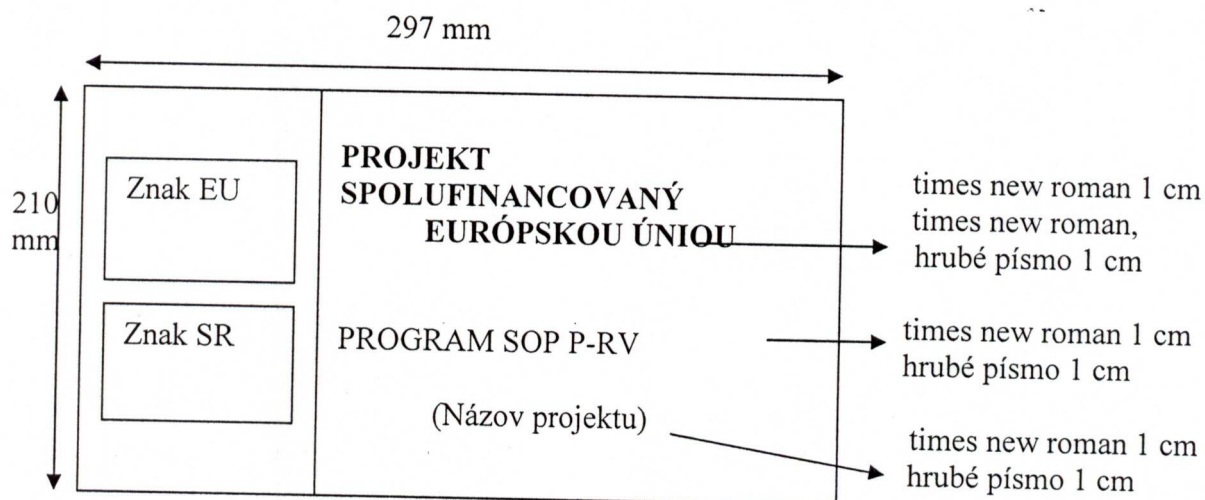 297 mm
210
mm
Znak EU
Znak SR
PROJEKT
SPOLUFINANCOVANÝ
EURÓPSKOU ÚNIOU
PROGRAM SOP P-RV
(Názov projektu)
times new roman 1 cm
times new roman,
hrubé písmo 1 cm
times new roman 1 cm
hrubé písmo 1 cm
times new roman 1 cm
hrubé písmo 1 cm